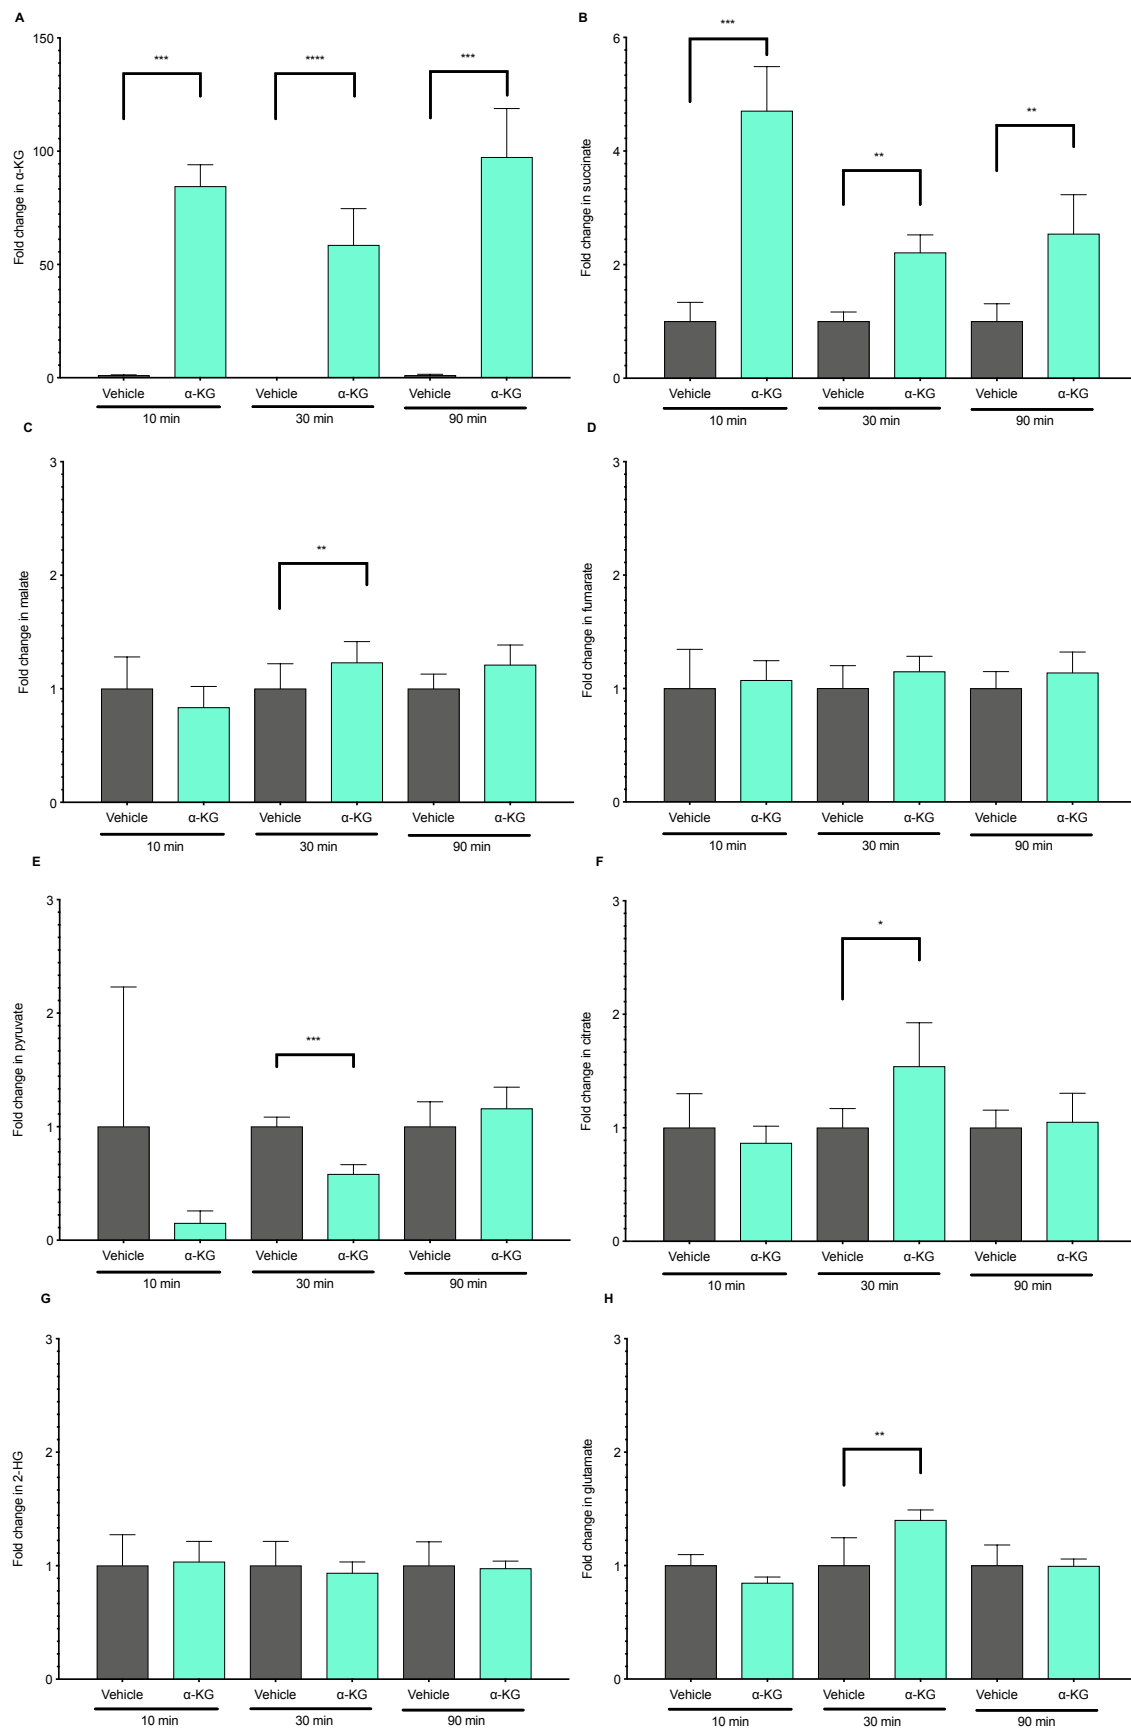 A
Fold change in α-KG
150
100
50
0
***
****
***
Vehicle α-KG Vehicle α-KG Vehicle α-KG
10 min 30 min 90 min
B
Fold change in succinate
6
4
2
0
***
**
**
Vehicle α-KG Vehicle α-KG Vehicle α-KG
10 min 30 min 90 min
C
Fold change in malate
3
2
1
0
**
Vehicle α-KG Vehicle α-KG Vehicle α-KG
10 min 30 min 90 min
D
Fold change in fumarate
3
2
1
0
Vehicle α-KG Vehicle α-KG Vehicle α-KG
10 min 30 min 90 min
E
Fold change in pyruvate
3
2
1
0
***
Vehicle α-KG Vehicle α-KG Vehicle α-KG
10 min 30 min 90 min
F
Fold change in citrate
3
2
1
0
*
Vehicle α-KG Vehicle α-KG Vehicle α-KG
10 min 30 min 90 min
G
Fold change in 2-HG
3
2
1
0
Vehicle α-KG Vehicle α-KG Vehicle α-KG
10 min 30 min 90 min
H
Fold change in glutamate
3
2
1
0
**
Vehicle α-KG Vehicle α-KG Vehicle α-KG
10 min 30 min 90 min